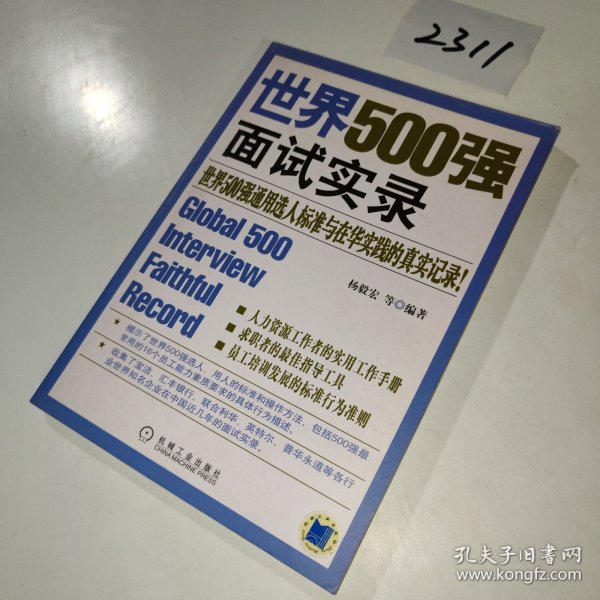 2311
世界500强
面试实录
世界500强通用选人标准与在华实践的真实记录！
Global 500
Interview
Faithful
Record
杨毅宏 等◎编著
■ 人力资源工作者的实用工作手册
■ 求职者的最佳指导工具
■ 员工培训发展的标准行为准则
★ 揭示了世界500强选人、用人的标准和操作方法，包括500强最
常用的16个员工能力素质要求的具体行为描述。
★ 收集了宝洁、汇丰银行、联合利华、英特尔、普华永道等各行
业世界知名企业在中国近几年的面试实录。
机械工业出版社
CHINA MACHINE PRESS
孔夫子旧书网
www.kongfz.com